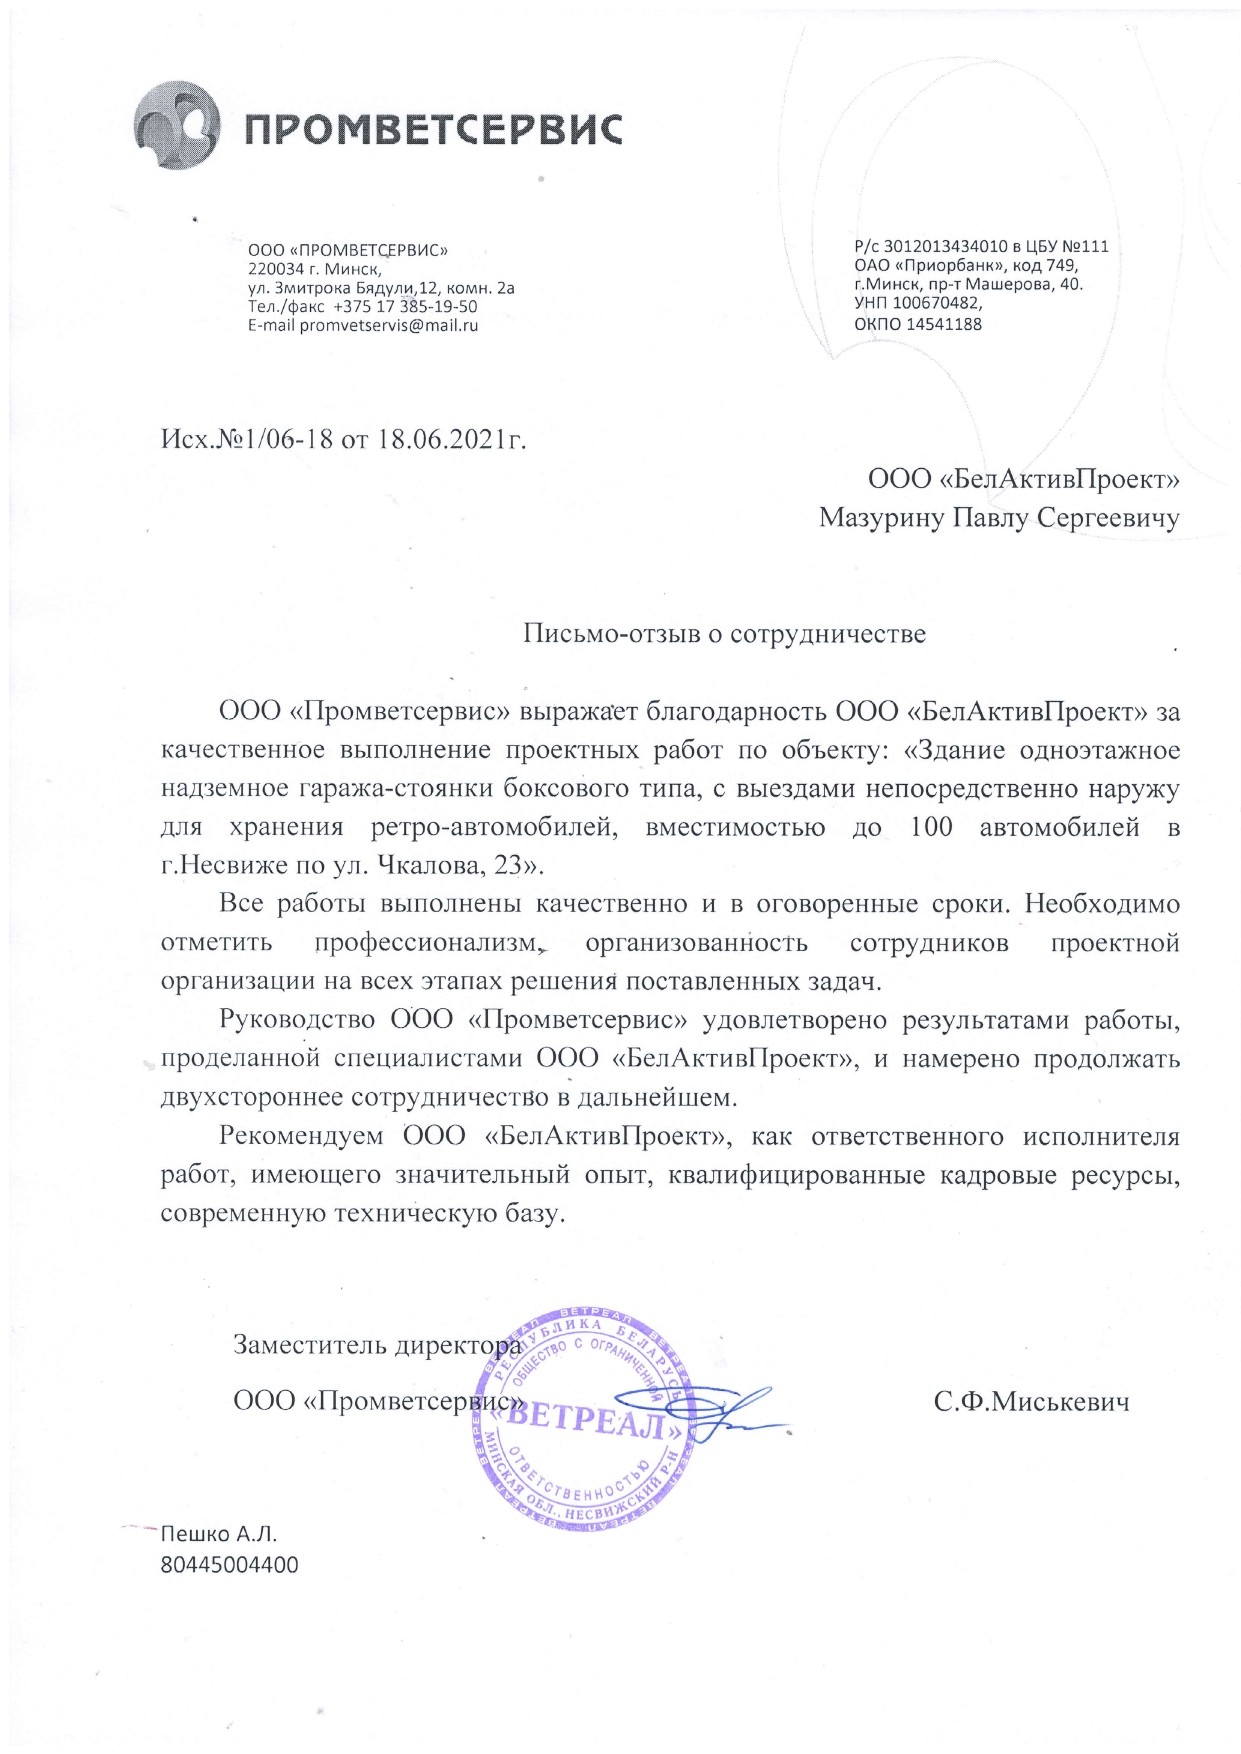 ПРОМВЕТСЕРВИС
ООО «ПРОМВЕТСЕРВИС»
220034 г. Минск,
ул. Змитрока Бядули,12, комн. 2а
Тел./факс +375 17 385-19-50
E-mail promvetservis@mail.ru
Р/с 3012013434010 в ЦБУ №111
ОАО «Приорбанк», код 749,
г.Минск, пр-т Машерова, 40.
УНП 100670482,
ОКПО 14541188
Исх.№1/06-18 от 18.06.2021г.
ООО «БелАктивПроект»
Мазурину Павлу Сергеевичу
Письмо-отзыв о сотрудничестве
ООО «Промветсервис» выражает благодарность ООО «БелАктивПроект» за
качественное выполнение проектных работ по объекту: «Здание одноэтажное
надземное гаража-стоянки боксового типа, с выездами непосредственно наружу
для хранения ретро-автомобилей, вместимостью до 100 автомобилей в
г.Несвиже по ул. Чкалова, 23».
Все работы выполнены качественно и в оговоренные сроки. Необходимо
отметить профессионализм, организованность сотрудников проектной
организации на всех этапах решения поставленных задач.
Руководство ООО «Промветсервис» удовлетворено результатами работы,
проделанной специалистами ООО «БелАктивПроект», и намерено продолжать
двухстороннее сотрудничество в дальнейшем.
Рекомендуем ООО «БелАктивПроект», как ответственного исполнителя
работ, имеющего значительный опыт, квалифицированные кадровые ресурсы,
современную техническую базу.
Заместитель директора
ООО «Промветсервис»
С.Ф.Миськевич
ВЕТРЕАЛ ВЕТРЕАЛ ВЕТРЕАЛ ВЕТРЕАЛ ВЕТРЕАЛ ВЕТРЕАЛ ВЕТРЕАЛ ВЕТРЕАЛ
РЕСПУБЛИКА БЕЛАРУСЬ
ОБЩЕСТВО С ОГРАНИЧЕННОЙ
«ВЕТРЕАЛ»
ОТВЕТСТВЕННОСТЬЮ
МИНСКАЯ ОБЛ., НЕСВИЖСКИЙ Р-Н
Пешко А.Л.
80445004400